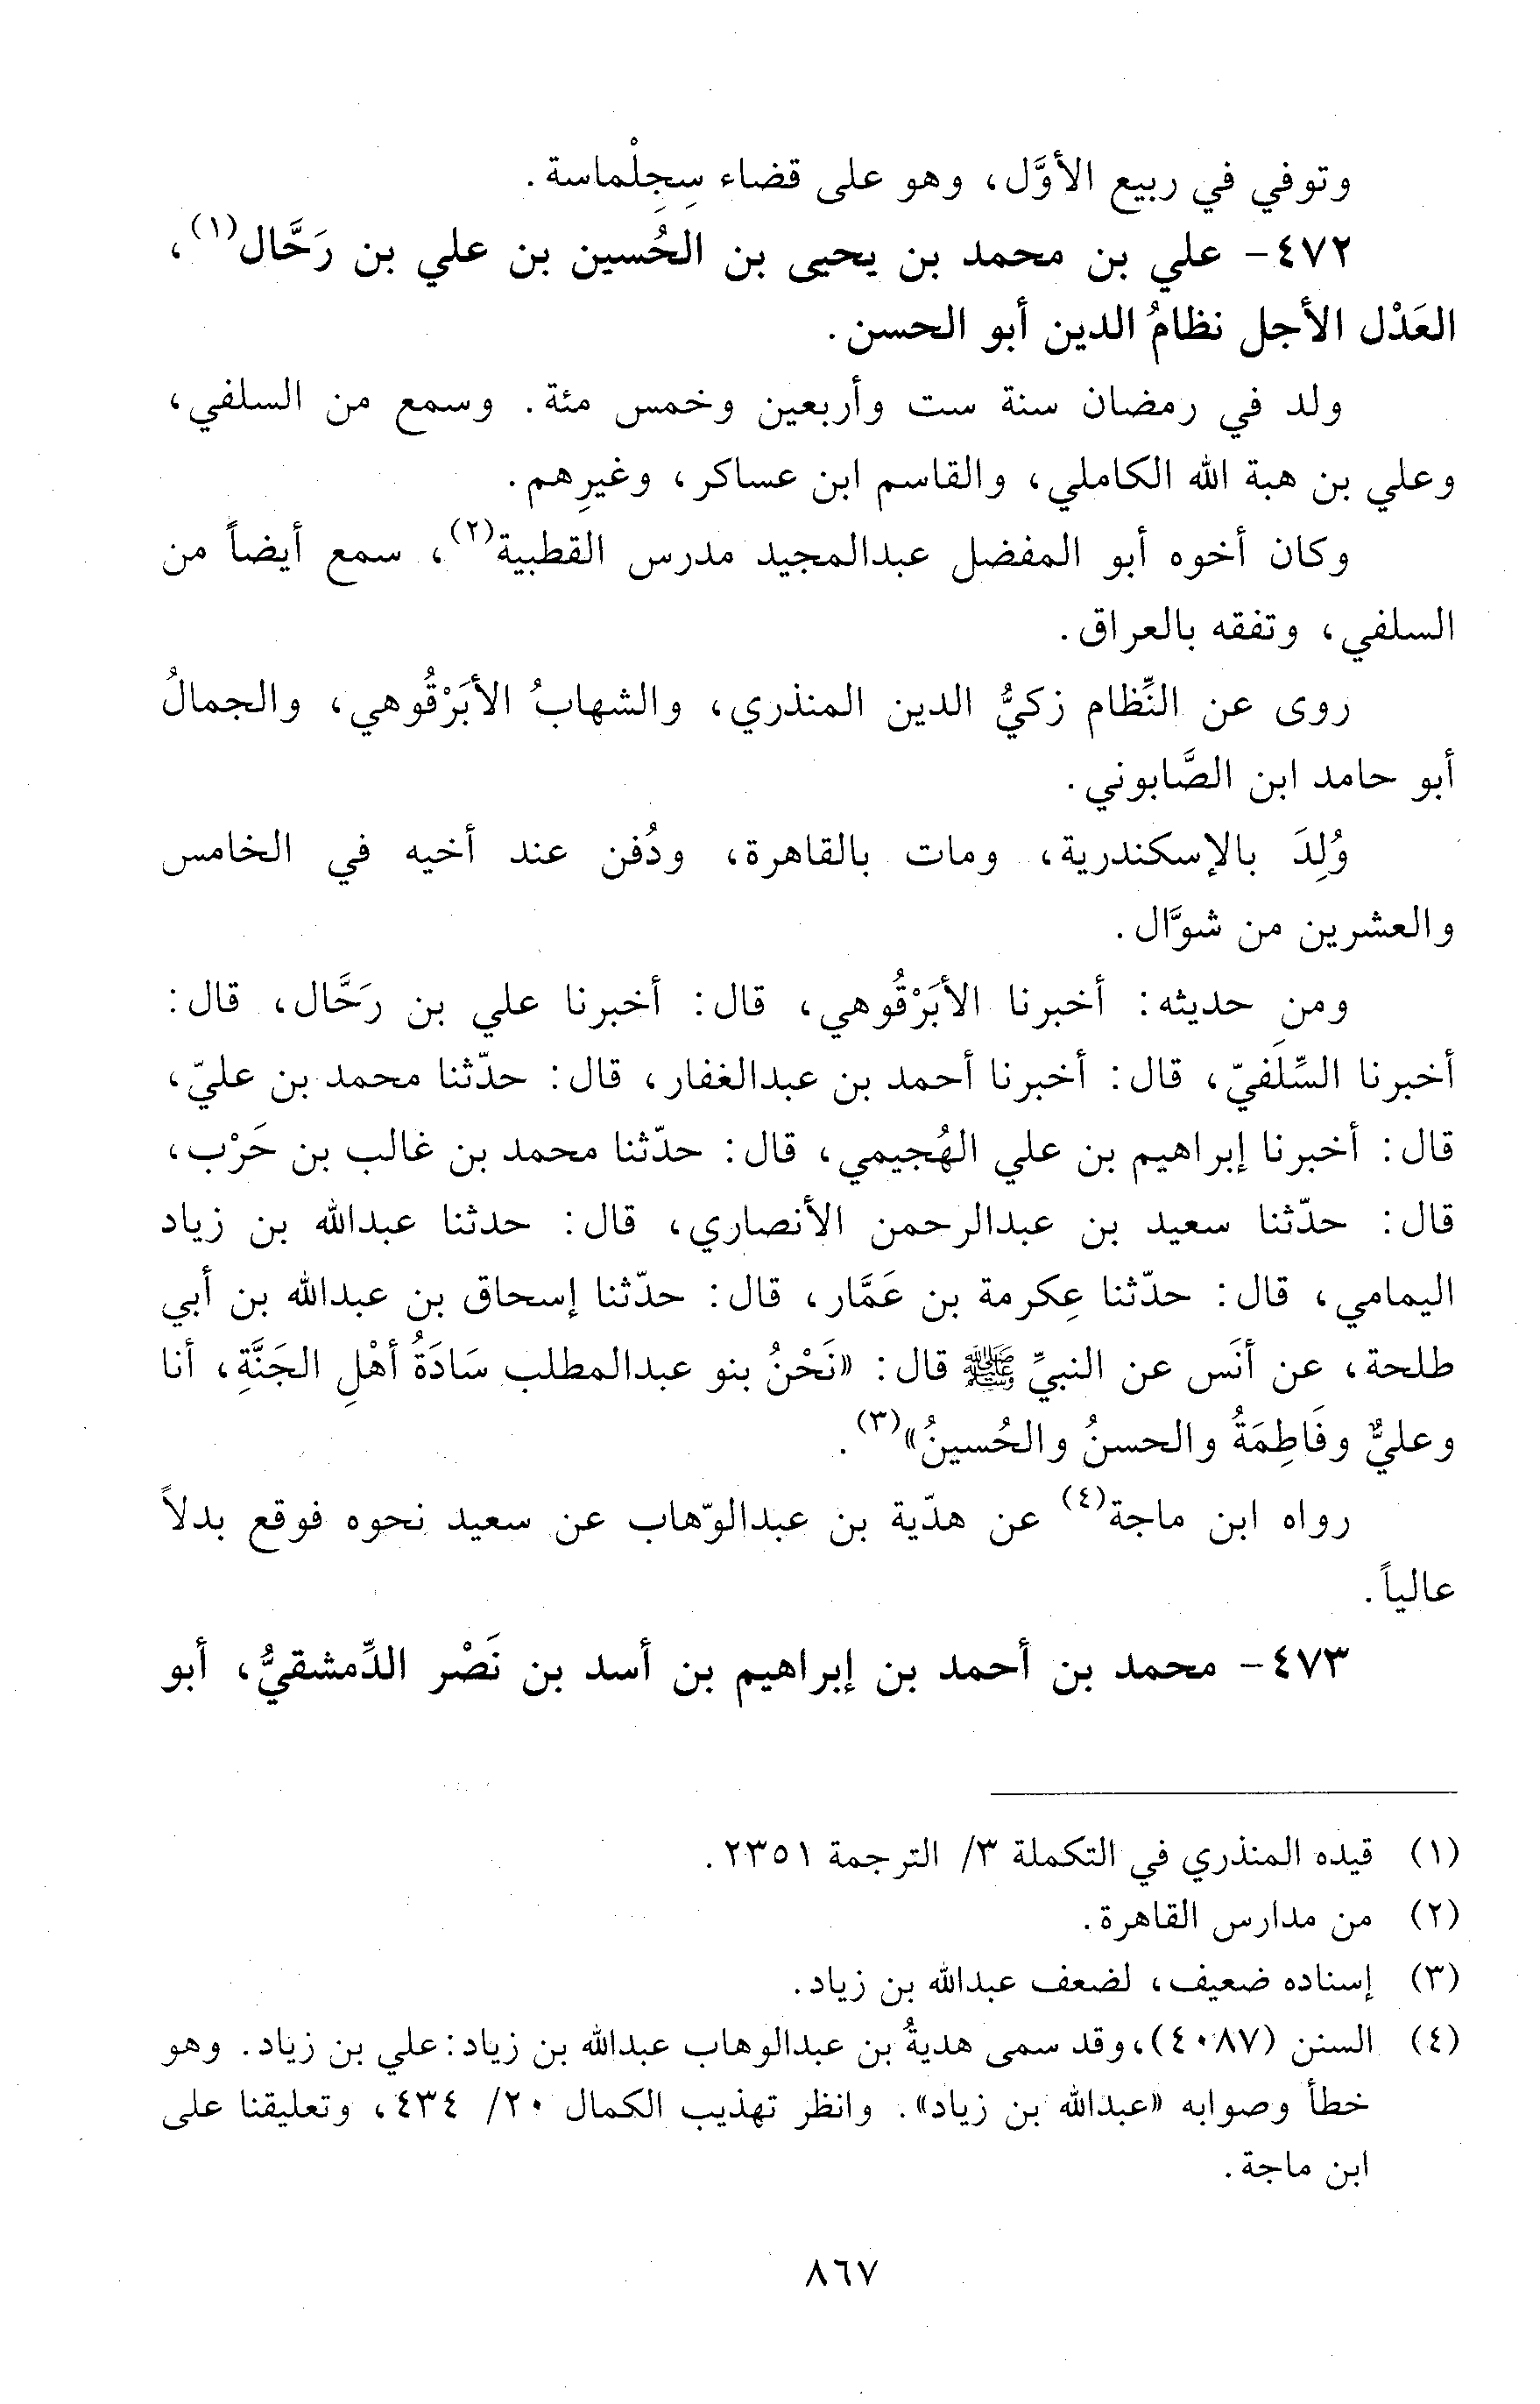 وتوفي في ربيع الأوَّل، وهو على قضاء سِجِلْماسة.
٤٧٢- علي بن محمد بن يحيى بن الحُسين بن علي بن رَحَّال(١)،
العَدْل الأجل نظامُ الدين أبو الحسن.
ولد في رمضان سنة ست وأربعين وخمس مئة. وسمع من السلفي،
وعلي بن هبة الله الكاملي، والقاسم ابن عساكر، وغيرِهم.
وكان أخوه أبو المفضل عبدالمجيد مدرس القطبية(٢)، سمع أيضاً من
السلفي، وتفقه بالعراق.
روى عن النِّظام زكيُّ الدين المنذري، والشهابُ الأبَرْقُوهي، والجمالُ
أبو حامد ابن الصَّابوني.
وُلِدَ بالإسكندرية، ومات بالقاهرة، ودُفن عند أخيه في الخامس
والعشرين من شوَّال.
ومن حديثه: أخبرنا الأبَرْقُوهي، قال: أخبرنا علي بن رَحَّال، قال:
أخبرنا السِّلَفيّ، قال: أخبرنا أحمد بن عبدالغفار، قال: حدّثنا محمد بن عليّ،
قال: أخبرنا إبراهيم بن علي الهُجيمي، قال: حدّثنا محمد بن غالب بن حَرْب،
قال: حدّثنا سعيد بن عبدالرحمن الأنصاري، قال: حدثنا عبدالله بن زياد
اليمامي، قال: حدّثنا عِكرمة بن عَمَّار، قال: حدّثنا إسحاق بن عبدالله بن أبي
طلحة، عن أنَس عن النبيِّ ﷺ قال: «نَحْنُ بنو عبدالمطلب سَادَةُ أهْلِ الجَنَّةِ، أنا
وعليٌّ وفَاطِمَةُ والحسنُ والحُسينُ»(٣).
رواه ابن ماجة(٤) عن هدّية بن عبدالوّهاب عن سعيد نحوه فوقع بدلاً
عالياً.
٤٧٣- محمد بن أحمد بن إبراهيم بن أسد بن نَصْر الدِّمشقيُّ، أبو
(١) قيده المنذري في التكملة ٣/ الترجمة ٢٣٥١.
(٢) من مدارس القاهرة.
(٣) إسناده ضعيف، لضعف عبدالله بن زياد.
(٤) السنن (٤٠٨٧)، وقد سمى هديةُ بن عبدالوهاب عبدالله بن زياد: علي بن زياد. وهو
خطأ وصوابه «عبدالله بن زياد». وانظر تهذيب الكمال ٢٠/ ٤٣٤، وتعليقنا على
ابن ماجة.
٨٦٧